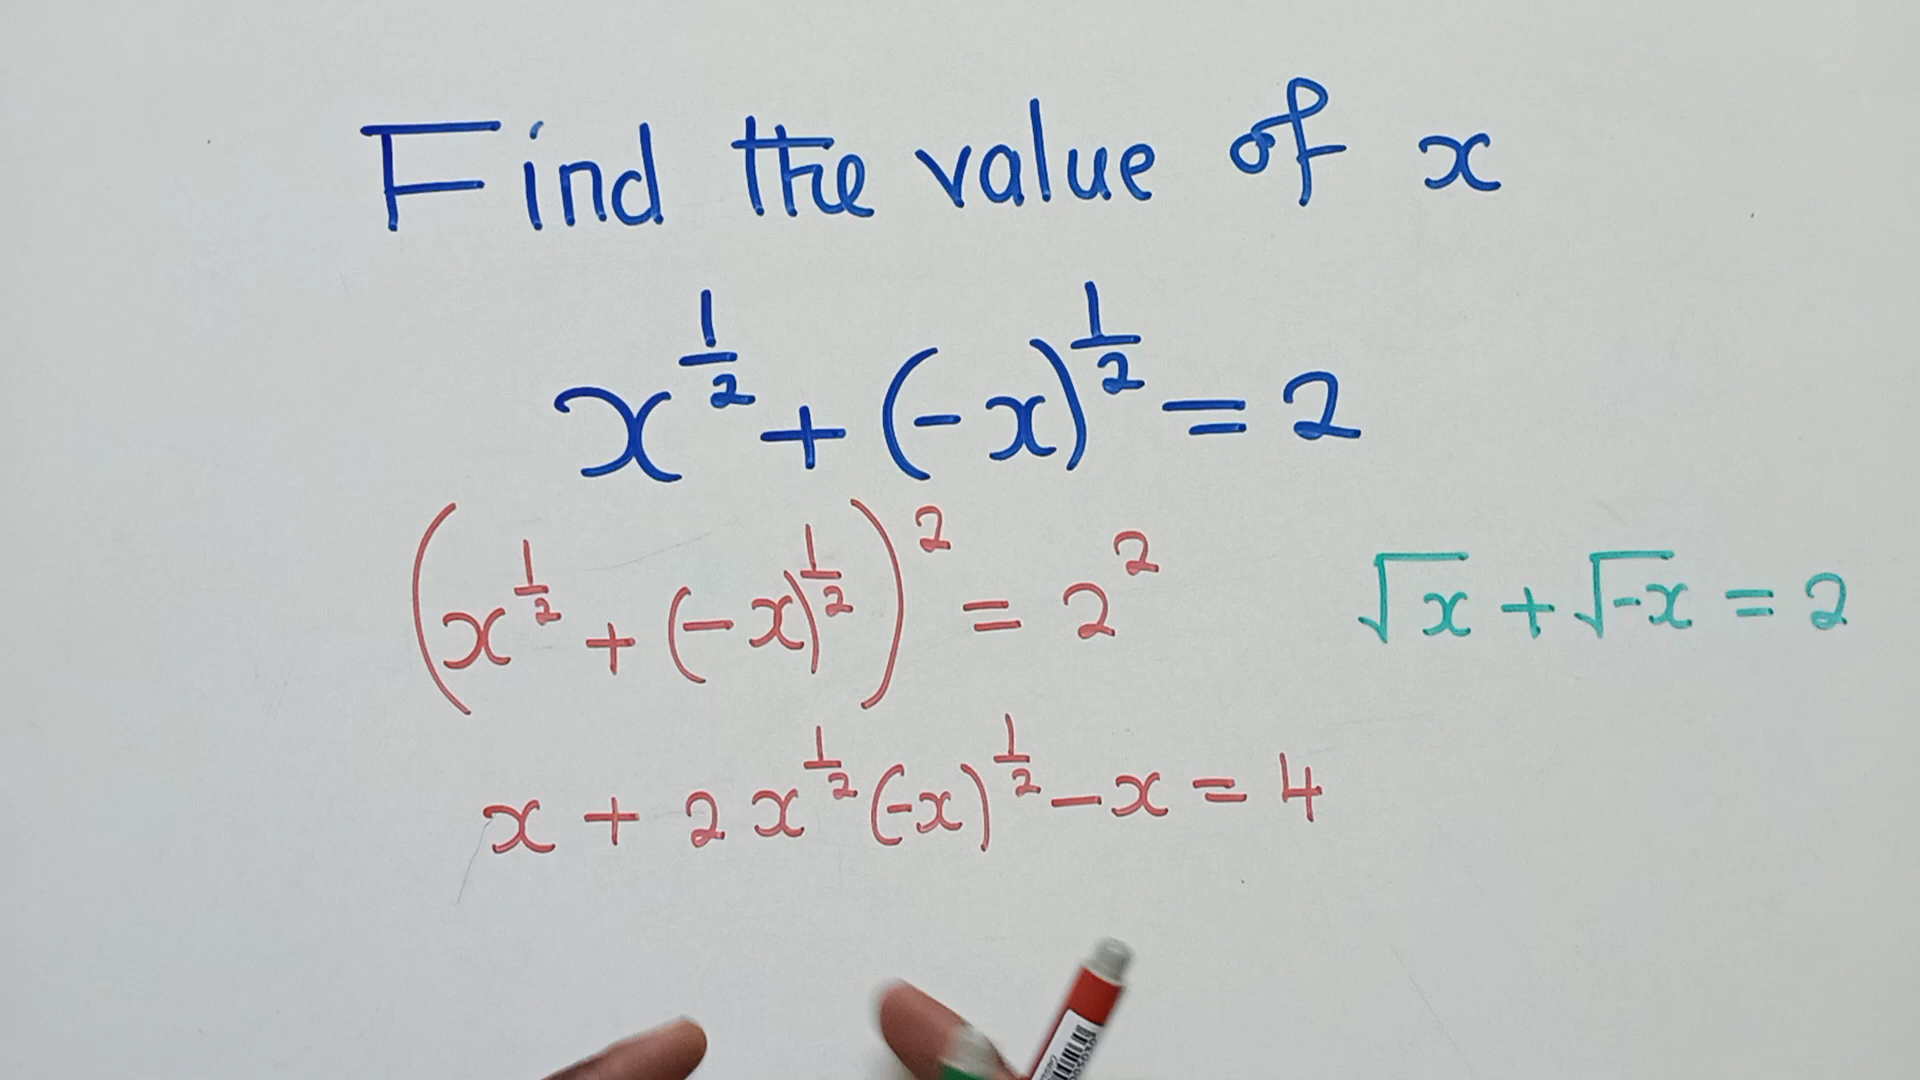 Find the value of x
x^{1/2} + (-x)^{1/2} = 2
(x^{1/2} + (-x)^{1/2})^2 = 2^2
√x + √-x = 2
x + 2x^{1/2}(-x)^{1/2} - x = 4